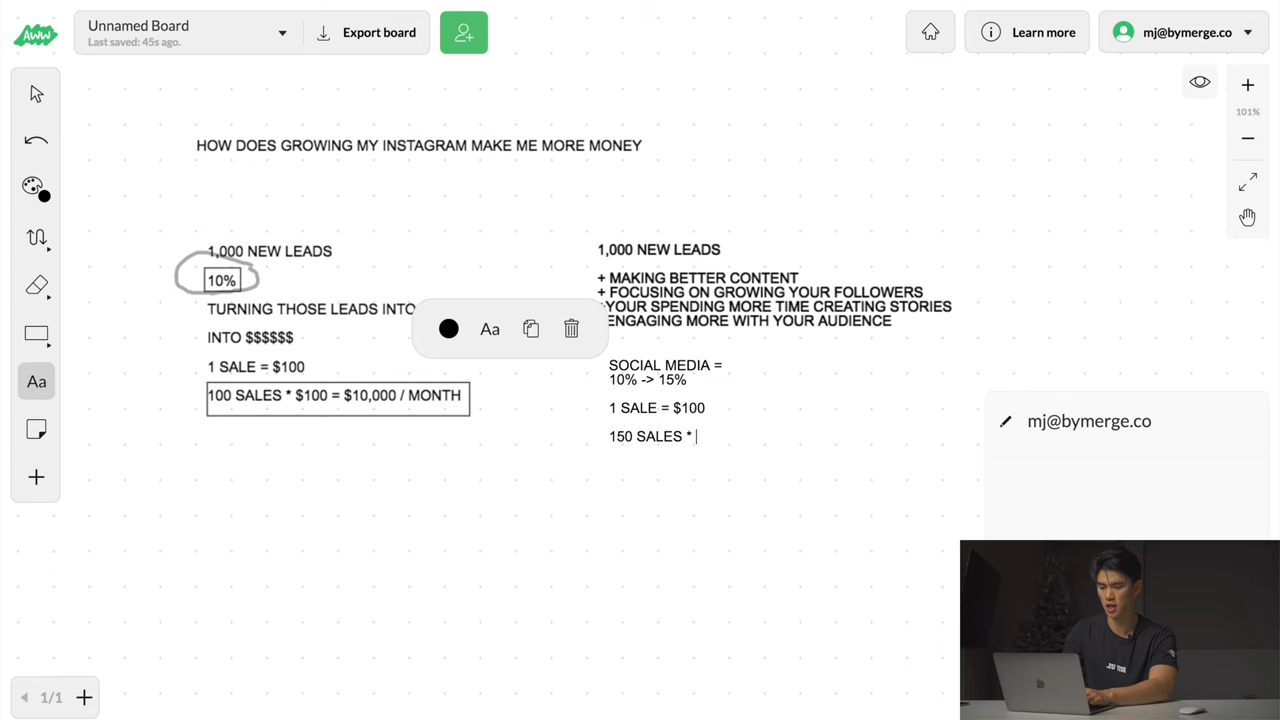 AWW
Unnamed Board
Last saved: 45s ago.
Export board
Learn more
mj@bymerge.co
101%
HOW DOES GROWING MY INSTAGRAM MAKE ME MORE MONEY
1,000 NEW LEADS
10%
TURNING THOSE LEADS INTO
INTO $$$$$$
1 SALE = $100
100 SALES * $100 = $10,000 / MONTH
Aa
1,000 NEW LEADS
+ MAKING BETTER CONTENT
+ FOCUSING ON GROWING YOUR FOLLOWERS
YOUR SPENDING MORE TIME CREATING STORIES
ENGAGING MORE WITH YOUR AUDIENCE
SOCIAL MEDIA =
10% -> 15%
1 SALE = $100
150 SALES *
Aa
mj@bymerge.co
1/1